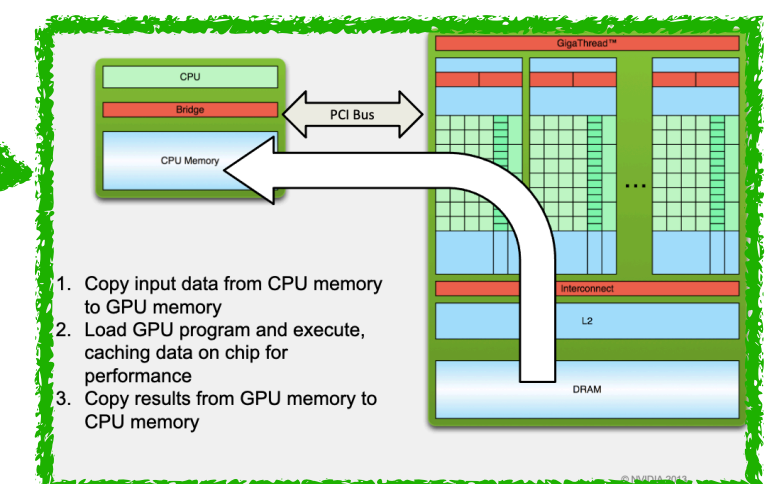 GigaThread™
CPU
Bridge
PCI Bus
CPU Memory
...
1. Copy input data from CPU memory
to GPU memory
2. Load GPU program and execute,
caching data on chip for
performance
3. Copy results from GPU memory to
CPU memory
Interconnect
L2
DRAM
© NVIDIA 2013